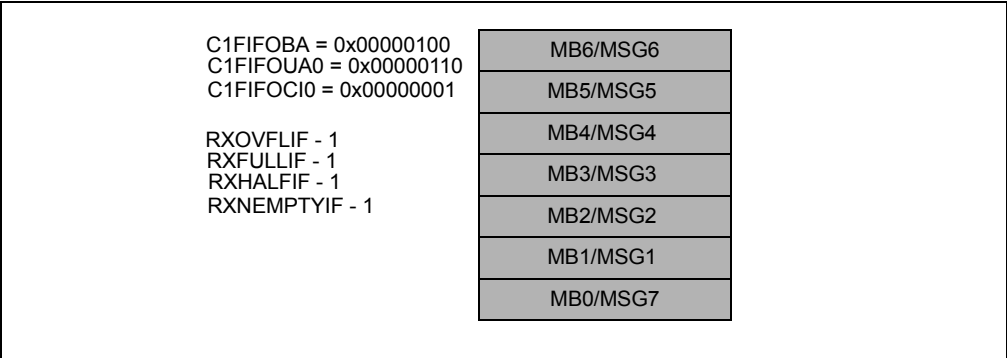 C1FIFOBA = 0x00000100
C1FIFOUA0 = 0x00000110
C1FIFOCI0 = 0x00000001
RXOVFLIF - 1
RXFULLIF - 1
RXHALFIF - 1
RXNEMPTYIF - 1
MB6/MSG6
MB5/MSG5
MB4/MSG4
MB3/MSG3
MB2/MSG2
MB1/MSG1
MB0/MSG7